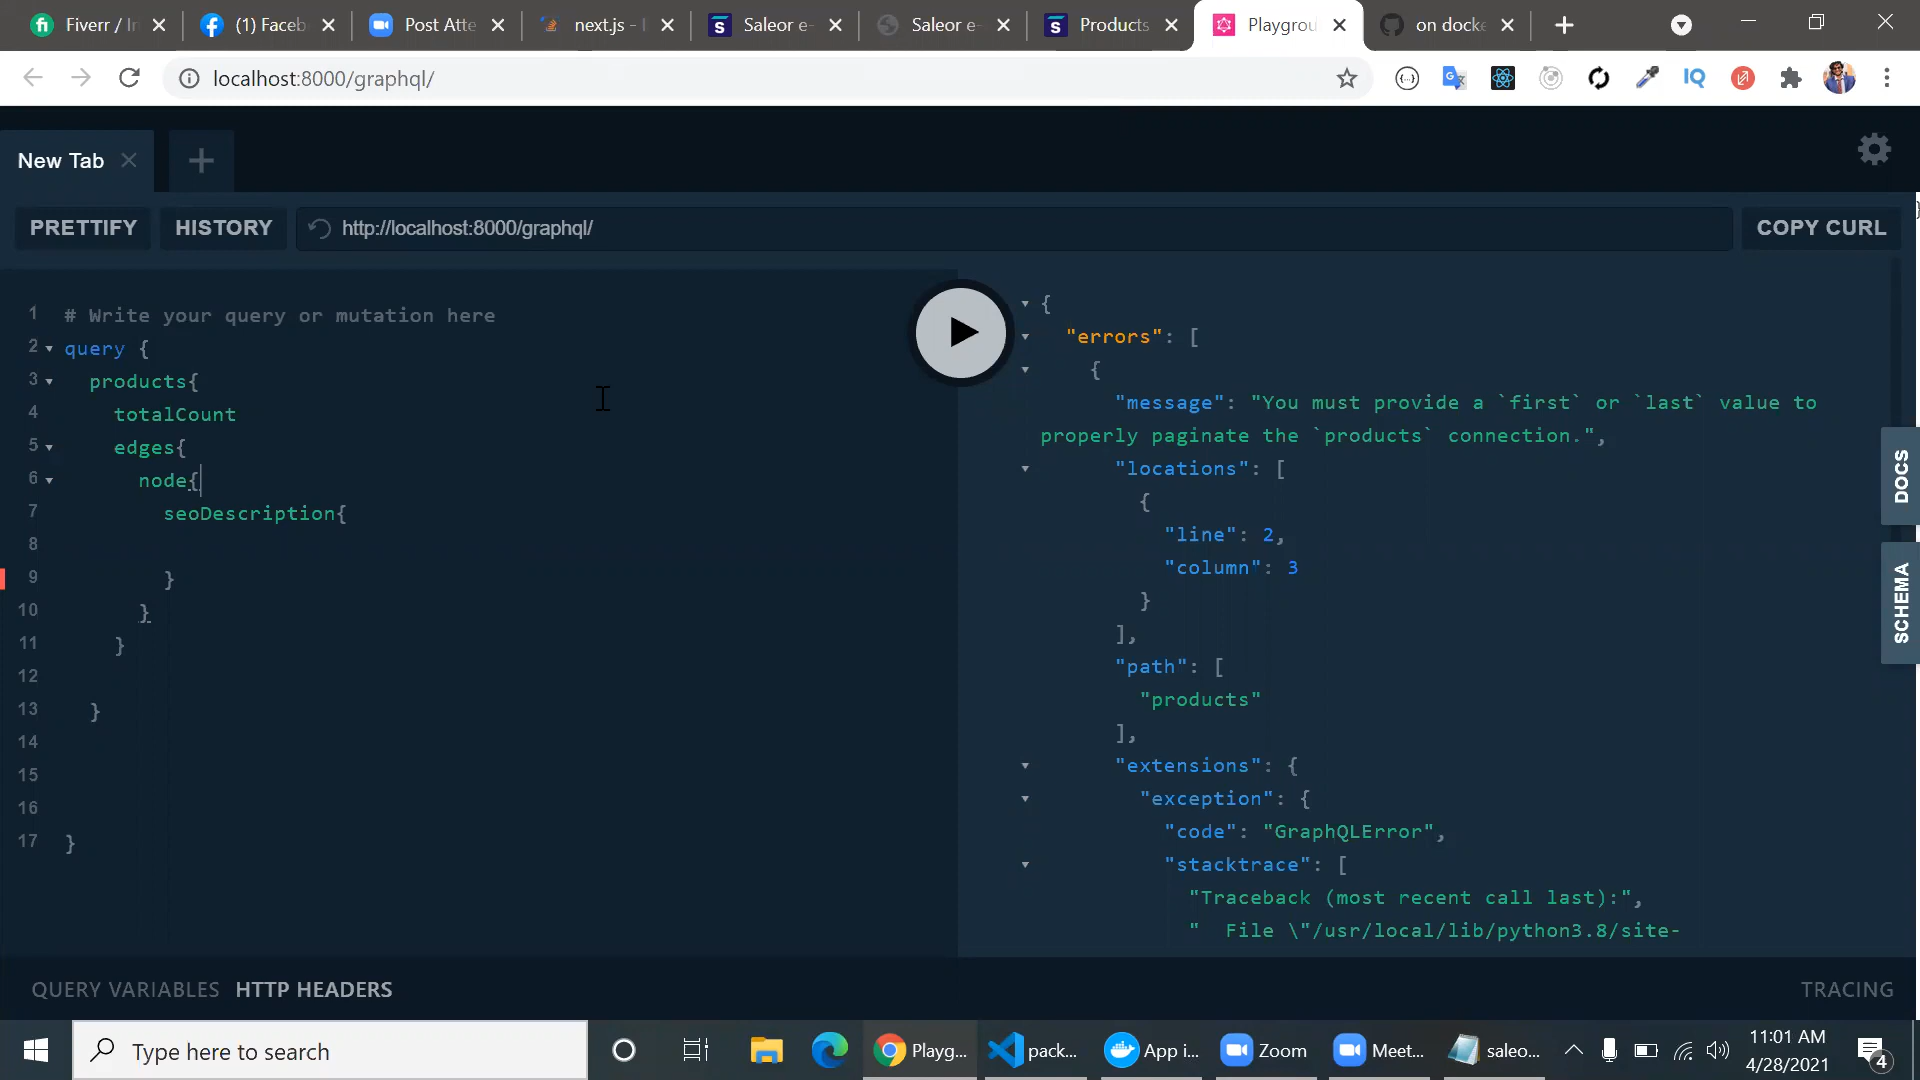 Fiverr / In
(1) Faceb
Post Atte
next.js - I
Saleor e-
Saleor e-
Products
Playgrou
on docke
localhost:8000/graphql/
New Tab
PRETTIFY
HISTORY
http://localhost:8000/graphql/
COPY CURL
1 # Write your query or mutation here
2 query {
3 products{
4 totalCount
5 edges{
6 node{
7 seoDescription{
8
9 }
10 }
11 }
12
13 }
14
15
16
17 }
{
"errors": [
{
"message": "You must provide a `first` or `last` value to
properly paginate the `products` connection.",
"locations": [
{
"line": 2,
"column": 3
}
],
"path": [
"products"
],
"extensions": {
"exception": {
"code": "GraphQLError",
"stacktrace": [
"Traceback (most recent call last):",
"  File \"/usr/local/lib/python3.8/site-
DOCS
SCHEMA
QUERY VARIABLES
HTTP HEADERS
TRACING
Type here to search
Playg...
pack...
App i...
Zoom
Meet...
saleo...
11:01 AM
4/28/2021
4